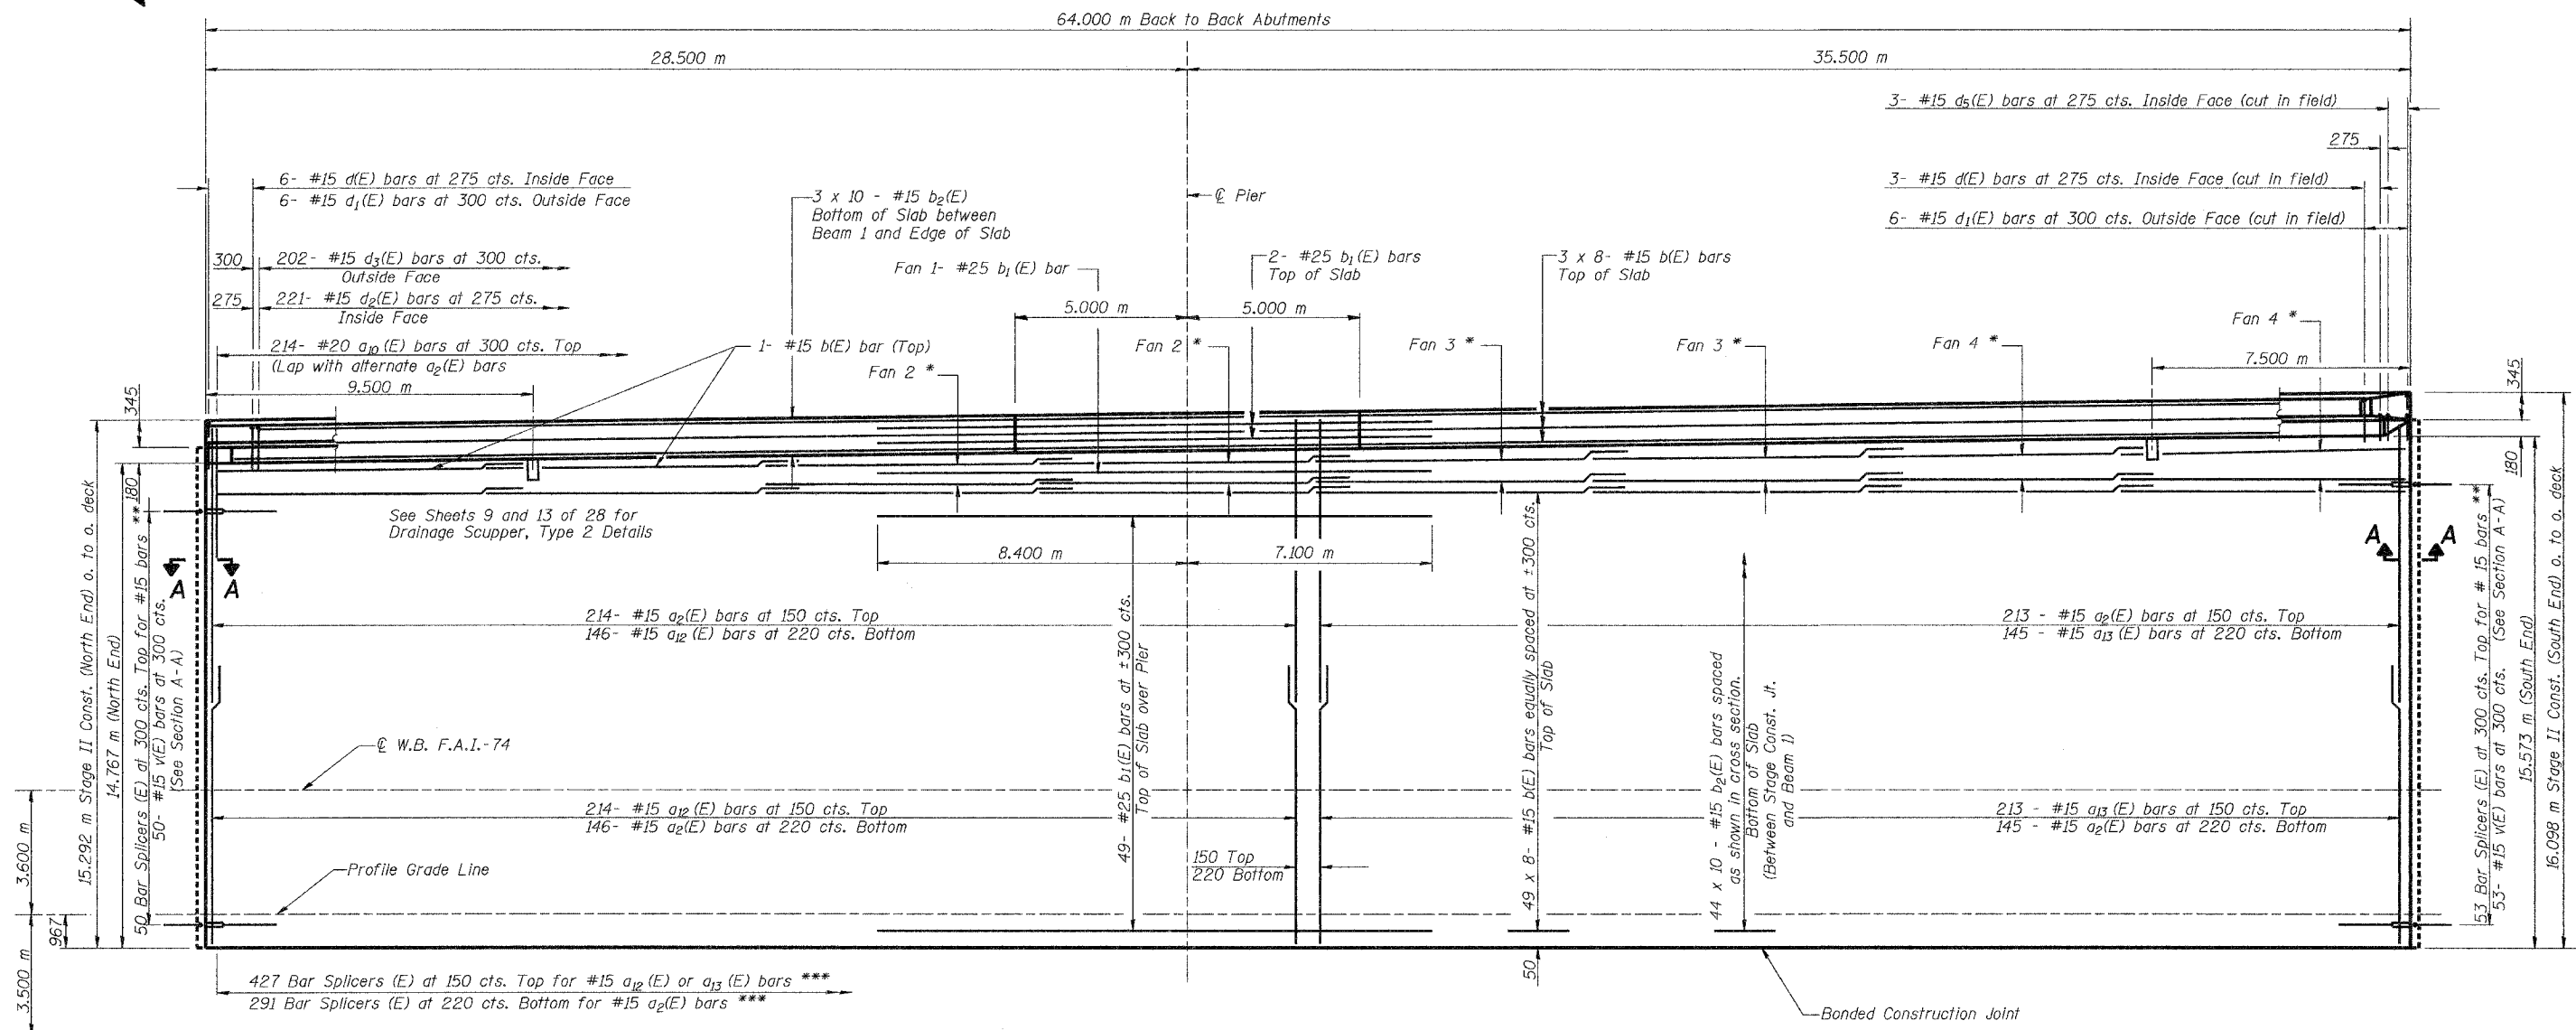 64.000 m Back to Back Abutments
28.500 m
35.500 m
3- #15 d5(E) bars at 275 cts. Inside Face (cut in field)
275
6- #15 d(E) bars at 275 cts. Inside Face
6- #15 d1(E) bars at 300 cts. Outside Face
3 x 10 - #15 b2(E)
Bottom of Slab between
Beam 1 and Edge of Slab
℄ Pier
3- #15 d(E) bars at 275 cts. Inside Face (cut in field)
6- #15 d1(E) bars at 300 cts. Outside Face (cut in field)
300
202- #15 d3(E) bars at 300 cts.
Outside Face
275
221- #15 d2(E) bars at 275 cts.
Inside Face
Fan 1- #25 b1(E) bar
2- #25 b1(E) bars
Top of Slab
3 x 8- #15 b(E) bars
Top of Slab
5.000 m
5.000 m
214- #20 a10(E) bars at 300 cts. Top
(Lap with alternate a2(E) bars
1- #15 b(E) bar (Top)
Fan 2 *
Fan 2 *
Fan 3 *
Fan 3 *
Fan 4 *
Fan 4 *
9.500 m
7.500 m
345
345
180
180
See Sheets 9 and 13 of 28 for
Drainage Scupper, Type 2 Details
8.400 m
7.100 m
A
A
A
A
214- #15 a2(E) bars at 150 cts. Top
146- #15 a12(E) bars at 220 cts. Bottom
213 - #15 a2(E) bars at 150 cts. Top
145 - #15 a13(E) bars at 220 cts. Bottom
15.292 m Stage II Const. (North End) o. to o. deck
14.767 m (North End)
50 Bar Splicers (E) at 300 cts. Top for #15 bars **
50- #15 v(E) bars at 300 cts.
(See Section A-A)
49- #25 b1(E) bars at ±300 cts.
Top of Slab over Pier
49 x 8- #15 b(E) bars equally spaced at ±300 cts.
Top of Slab
44 x 10 - #15 b2(E) bars spaced
as shown in cross section.
Bottom of Slab
(Between Stage Const. Jt.
and Beam 1)
53 Bar Splicers (E) at 300 cts. Top for # 15 bars **
53- #15 v(E) bars at 300 cts. (See Section A-A)
15.573 m (South End)
16.098 m Stage II Const. (South End) o. to o. deck
℄ W.B. F.A.I.-74
214- #15 a12(E) bars at 150 cts. Top
146- #15 a2(E) bars at 220 cts. Bottom
213 - #15 a13(E) bars at 150 cts. Top
145 - #15 a2(E) bars at 220 cts. Bottom
150 Top
220 Bottom
Profile Grade Line
3.600 m
967
3.500 m
50
427 Bar Splicers (E) at 150 cts. Top for #15 a12(E) or a13(E) bars ***
291 Bar Splicers (E) at 220 cts. Bottom for #15 a2(E) bars ***
Bonded Construction Joint